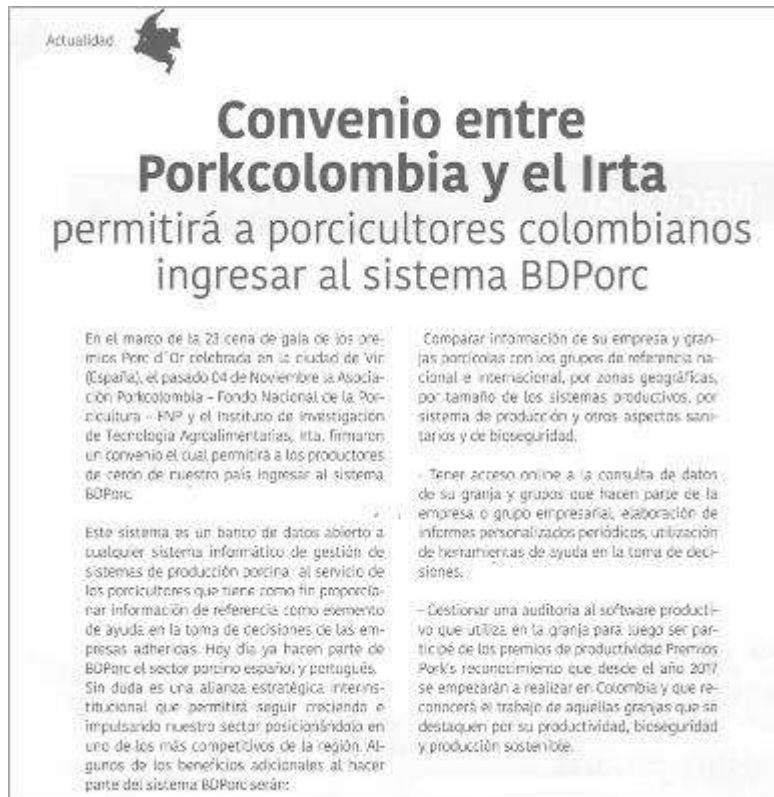 Actualidad
Convenio entre
Porkcolombia y el Irta
permitirá a porcicultores colombianos
ingresar al sistema BDPorc
En el marco de la 23 cena de gala de los pre-
mios Porc d´Or celebrada en la ciudad de Vic
(España), el pasado 04 de Noviembre la Asocia-
ción Porkcolombia - Fondo Nacional de la Por-
cicultura - FNP y el Instituto de Investigación
de Tecnología Agroalimentarias, Irta, firmaron
un convenio el cual permitirá a los productores
de cerdo de nuestro país ingresar al sistema
BDPorc.
Este sistema es un banco de datos abierto a
cualquier sistema informático de gestión de
sistemas de producción porcina al servicio de
los porcicultores que tiene como fin proporcio-
nar información de referencia como elemento
de ayuda en la toma de decisiones de las em-
presas adheridas. Hoy día ya hacen parte de
BDPorc el sector porcino español y portugués.
Sin duda es una alianza estratégica interins-
titucional que permitirá seguir creciendo e
impulsando nuestro sector posicionándolo en
uno de los más competitivos de la región. Al-
gunos de los beneficios adicionales al hacer
parte del sistema BDPorc serán:
Comparar información de su empresa y gran-
jas porcícolas con los grupos de referencia na-
cional e internacional, por zonas geográficas,
por tamaño de los sistemas productivos, por
sistema de producción y otros aspectos sani-
tarios y de bioseguridad.
- Tener acceso online a la consulta de datos
de su granja y grupos que hacen parte de la
empresa o grupo empresarial, elaboración de
informes personalizados periódicos, utilización
de herramientas de ayuda en la toma de deci-
siones.
- Gestionar una auditoria al software producti-
vo que utiliza en la granja para luego ser par-
ticipé de los premios de productividad Premios
Pork's reconocimiento que desde el año 2017
se empezarán a realizar en Colombia y que re-
conocerá el trabajo de aquellas granjas que se
destaquen por su productividad, bioseguridad
y producción sostenible.